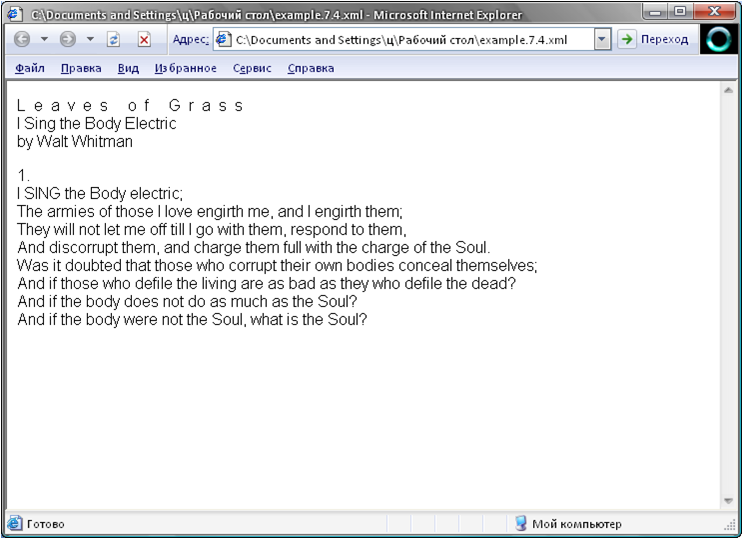 C:\Documents and Settings\ц\Рабочий стол\example.7.4.xml - Microsoft Internet Explorer
Адрес: C:\Documents and Settings\ц\Рабочий стол\example.7.4.xml Переход
Файл Правка Вид Избранное Сервис Справка
L e a v e s o f G r a s s
I Sing the Body Electric
by Walt Whitman
1.
I SING the Body electric;
The armies of those I love engirth me, and I engirth them;
They will not let me off till I go with them, respond to them,
And discorrupt them, and charge them full with the charge of the Soul.
Was it doubted that those who corrupt their own bodies conceal themselves;
And if those who defile the living are as bad as they who defile the dead?
And if the body does not do as much as the Soul?
And if the body were not the Soul, what is the Soul?
Готово Мой компьютер